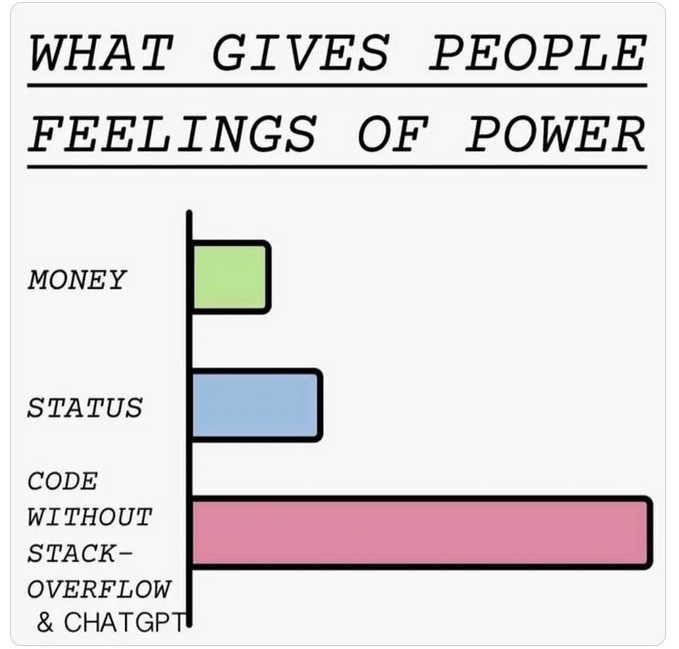 WHAT GIVES PEOPLE
FEELINGS OF POWER
MONEY
STATUS
CODE
WITHOUT
STACK-
OVERFLOW
& CHATGPT